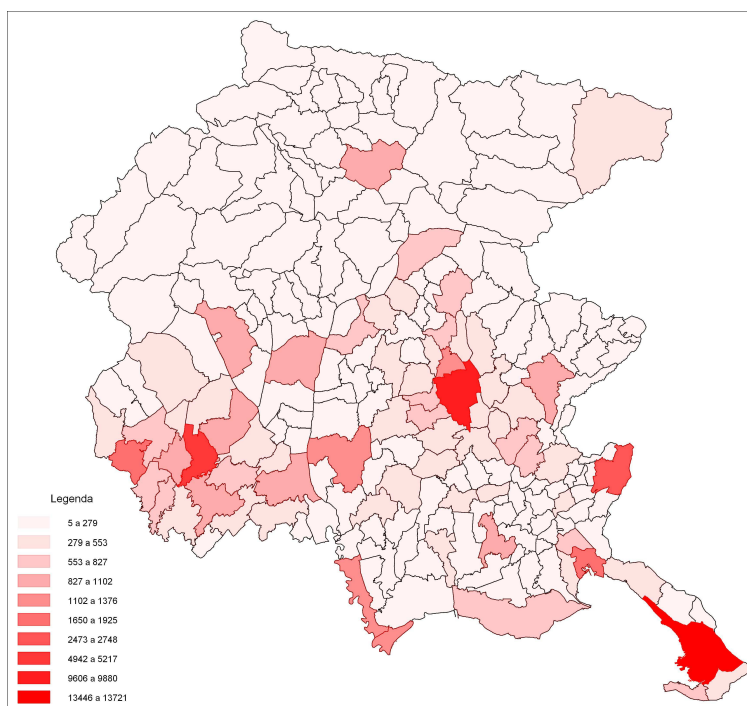 Legenda
5 a 279
279 a 553
553 a 827
827 a 1102
1102 a 1376
1650 a 1925
2473 a 2748
4942 a 5217
9606 a 9880
13446 a 13721